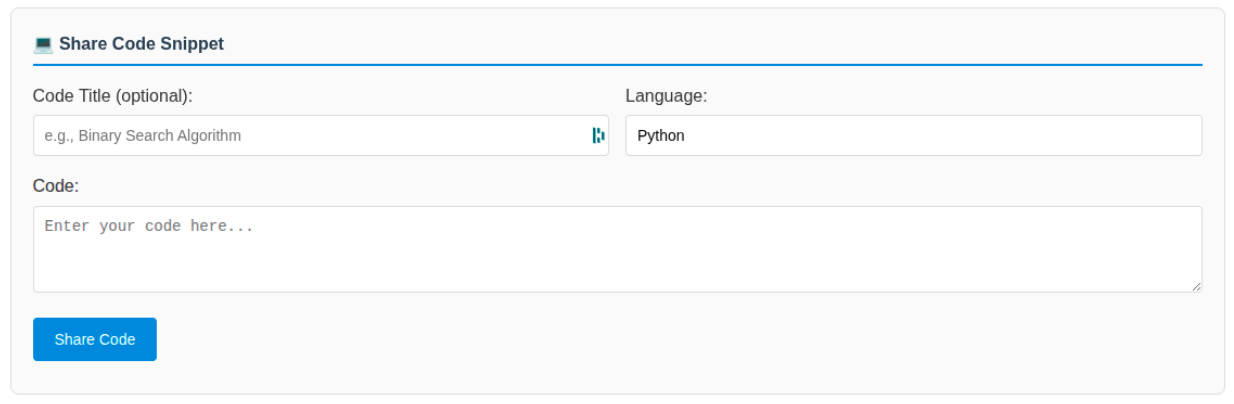 💻 Share Code Snippet
Code Title (optional):
Language:
e.g., Binary Search Algorithm
Python
Code:
Enter your code here...
Share Code